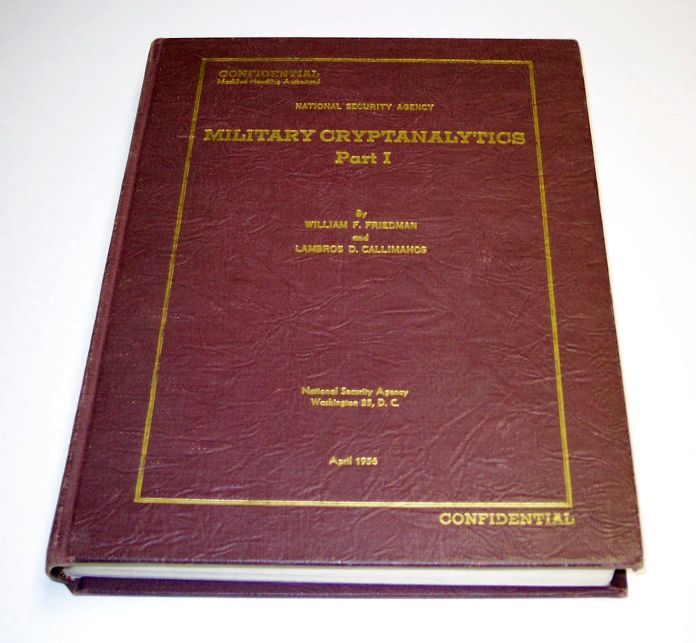 CONFIDENTIAL
Modified Handling Authorized
NATIONAL SECURITY AGENCY
MILITARY CRYPTANALYTICS
Part I
By
WILLIAM F. FRIEDMAN
and
LAMBROS D. CALLIMAHOS
National Security Agency
Washington 25, D. C.
April 1956
CONFIDENTIAL